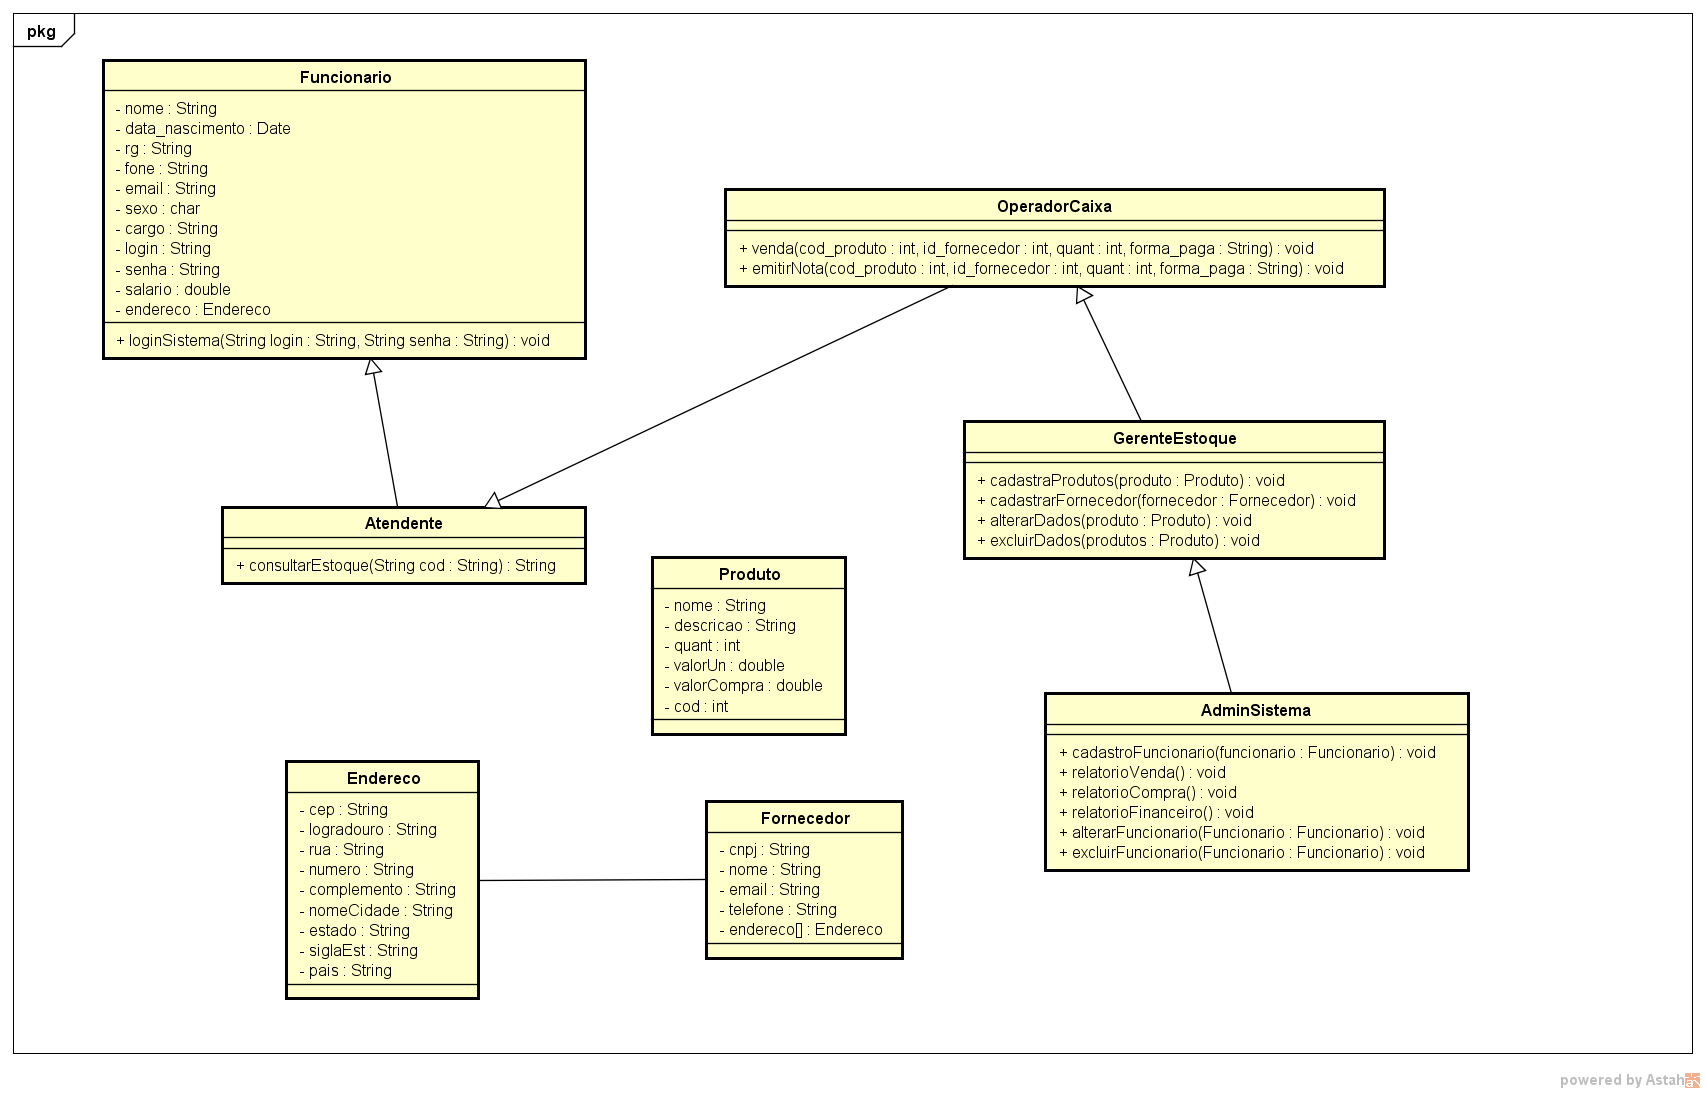 pkg
Funcionario
- nome : String
- data_nascimento : Date
- rg : String
- fone : String
- email : String
- sexo : char
- cargo : String
- login : String
- senha : String
- salario : double
- endereco : Endereco
+ loginSistema(String login : String, String senha : String) : void
OperadorCaixa
+ venda(cod_produto : int, id_fornecedor : int, quant : int, forma_paga : String) : void
+ emitirNota(cod_produto : int, id_fornecedor : int, quant : int, forma_paga : String) : void
GerenteEstoque
+ cadastraProdutos(produto : Produto) : void
+ cadastrarFornecedor(fornecedor : Fornecedor) : void
+ alterarDados(produto : Produto) : void
+ excluirDados(produtos : Produto) : void
Atendente
+ consultarEstoque(String cod : String) : String
Produto
- nome : String
- descricao : String
- quant : int
- valorUn : double
- valorCompra : double
- cod : int
AdminSistema
+ cadastroFuncionario(funcionario : Funcionario) : void
+ relatorioVenda() : void
+ relatorioCompra() : void
+ relatorioFinanceiro() : void
+ alterarFuncionario(Funcionario : Funcionario) : void
+ excluirFuncionario(Funcionario : Funcionario) : void
Endereco
- cep : String
- logradouro : String
- rua : String
- numero : String
- complemento : String
- nomeCidade : String
- estado : String
- siglaEst : String
- pais : String
Fornecedor
- cnpj : String
- nome : String
- email : String
- telefone : String
- endereco[] : Endereco
powered by Astah